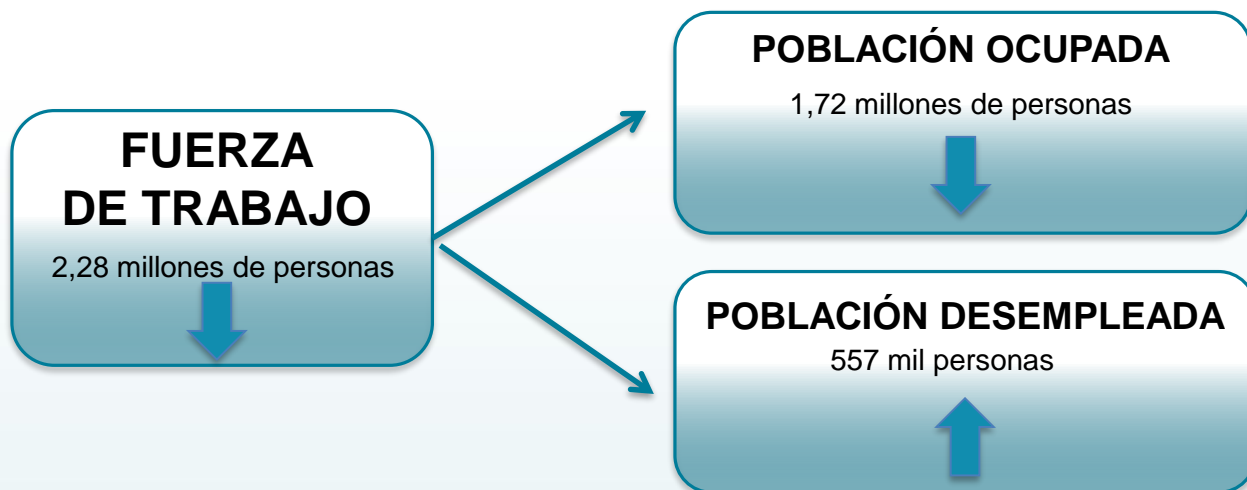 FUERZA
DE TRABAJO
2,28 millones de personas
POBLACIÓN OCUPADA
1,72 millones de personas
POBLACIÓN DESEMPLEADA
557 mil personas